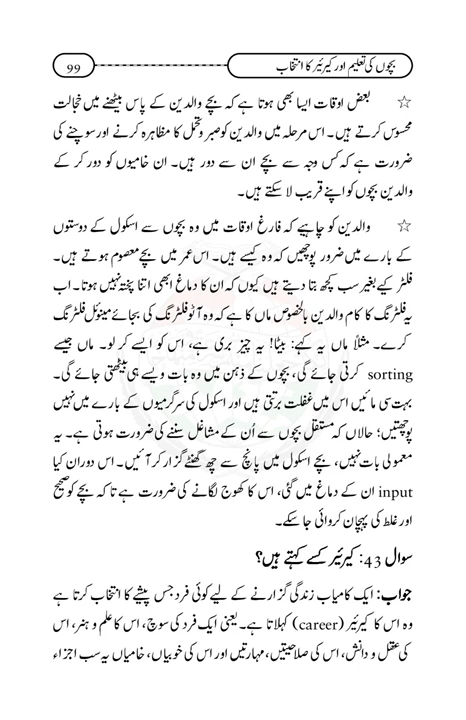 بچوں کی تعلیم اور کیرئیر کا انتخاب
99
☆ بعض اوقات ایسا بھی ہوتا ہے کہ بچے والدین کے پاس بیٹھنے میں خجالت
محسوس کرتے ہیں۔ اس مرحلہ میں والدین کو صبر و تحمل کا مظاہرہ کرنے اور سوچنے کی
ضرورت ہے کہ کس وجہ سے بچے ان سے دور ہیں۔ ان خامیوں کو دور کر کے
والدین بچوں کو اپنے قریب لا سکتے ہیں۔
☆ والدین کو چاہیے کہ فارغ اوقات میں وہ بچوں سے اسکول کے دوستوں
کے بارے میں ضرور پوچھیں کہ وہ کیسے ہیں۔ اس عمر میں بچے معصوم ہوتے ہیں۔
فلٹر کیے بغیر سب کچھ بتا دیتے ہیں کیوں کہ ان کا دماغ ابھی اتنا پختہ نہیں ہوتا۔ اب
یہ فلٹرنگ کا کام والدین بالخصوص ماں کا ہے کہ وہ آٹو فلٹرنگ کی بجائے مینوئل فلٹرنگ
کرے۔ مثلاً ماں یہ کہے: بیٹا! یہ چیز بری ہے، اس کو ایسے کر لو۔ ماں جیسے
sorting کرتی جائے گی، بچوں کے ذہن میں وہ بات ویسے ہی بیٹھتی جائے گی۔
بہت سی مائیں اس میں غفلت برتتی ہیں اور اسکول کی سرگرمیوں کے بارے میں نہیں
پوچھتیں؛ حالاں کہ مستقل بچوں سے اُن کے مشاغل سننے کی ضرورت ہوتی ہے۔ یہ
معمولی بات نہیں، بچے اسکول میں پانچ سے چھ گھنٹے گزار کر آئیں۔ اس دوران کیا
input ان کے دماغ میں گئی، اس کا کھوج لگانے کی ضرورت ہے تاکہ بچے کو صحیح
اور غلط کی پہچان کروائی جا سکے۔
سوال 43: کیرئیر کسے کہتے ہیں؟
جواب: ایک کامیاب زندگی گزارنے کے لیے کوئی فرد جس پیشے کا انتخاب کرتا ہے
وہ اس کا کیرئیر (career) کہلاتا ہے۔ یعنی ایک فرد کی سوچ، اس کا علم و ہنر، اس
کی عقل و دانش، اس کی صلاحیتیں، مہارتیں اور اس کی خوبیاں، خامیاں یہ سب اجزاء